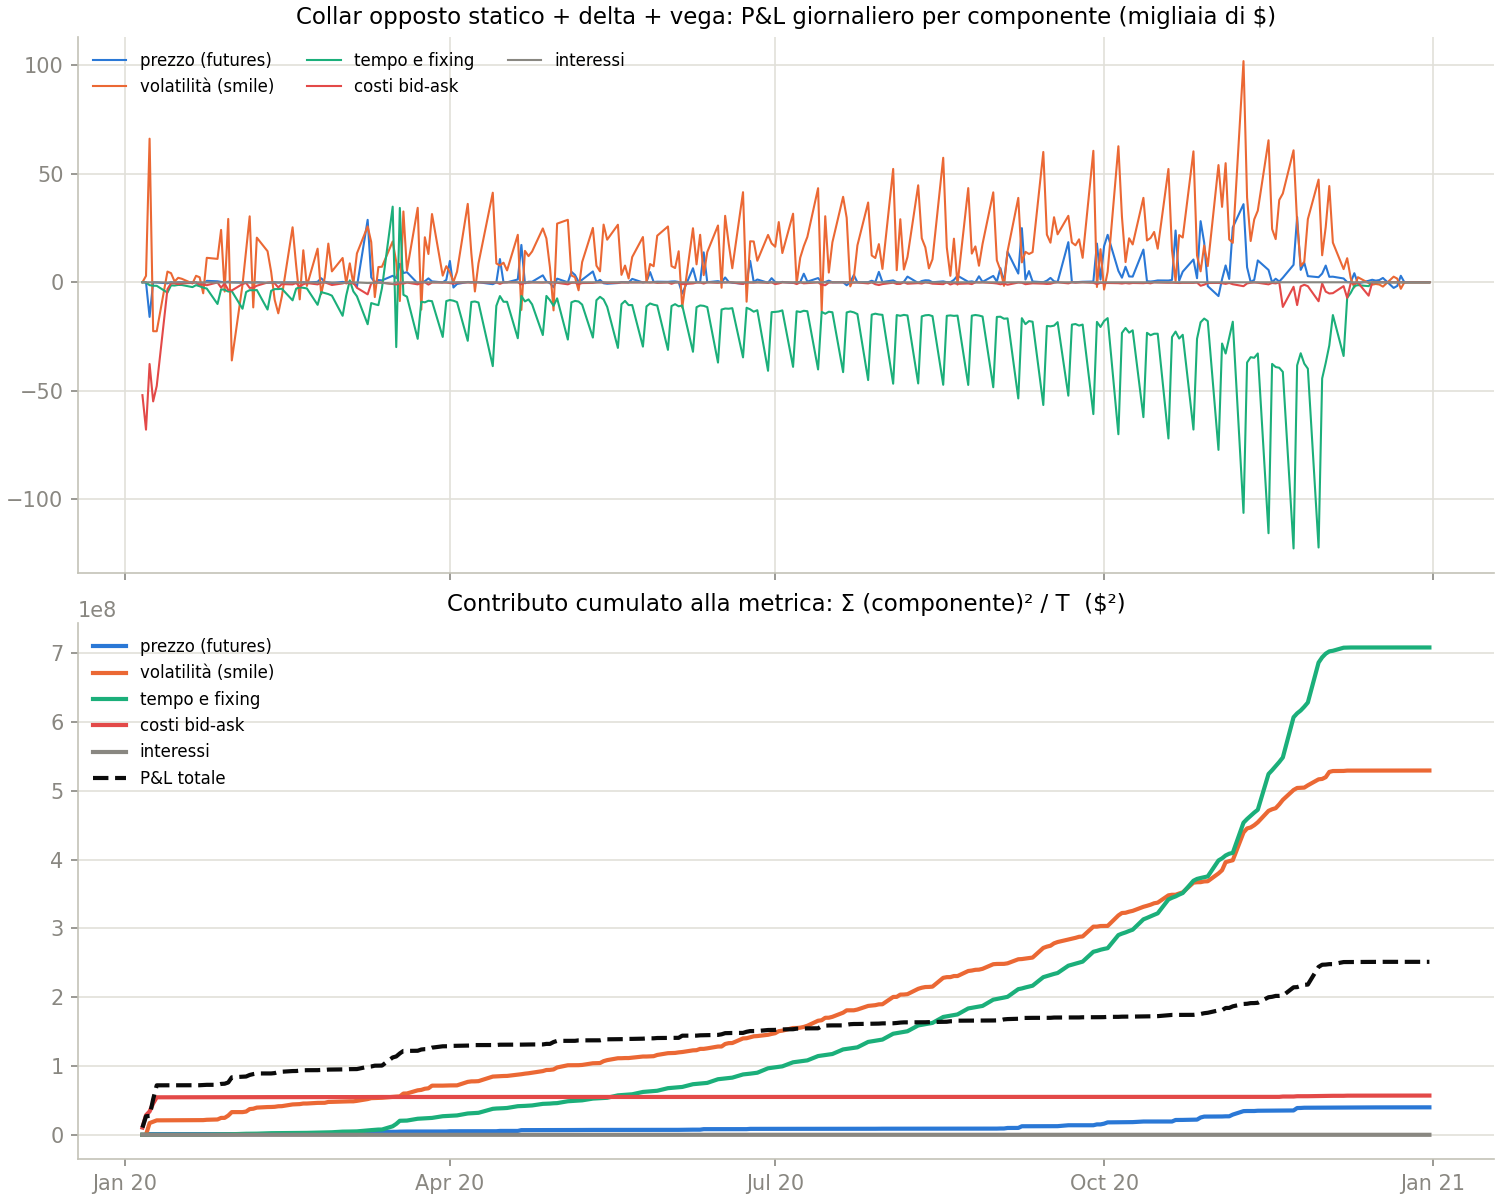 Collar opposto statico + delta + vega: P&L giornaliero per componente (migliaia di $)
prezzo (futures)
volatilità (smile)
tempo e fixing
costi bid-ask
interessi
100
50
0
−50
−100
Contributo cumulato alla metrica: Σ (componente)² / T ($²)
1e8
prezzo (futures)
volatilità (smile)
tempo e fixing
costi bid-ask
interessi
P&L totale
7
6
5
4
3
2
1
0
Jan 20
Apr 20
Jul 20
Oct 20
Jan 21